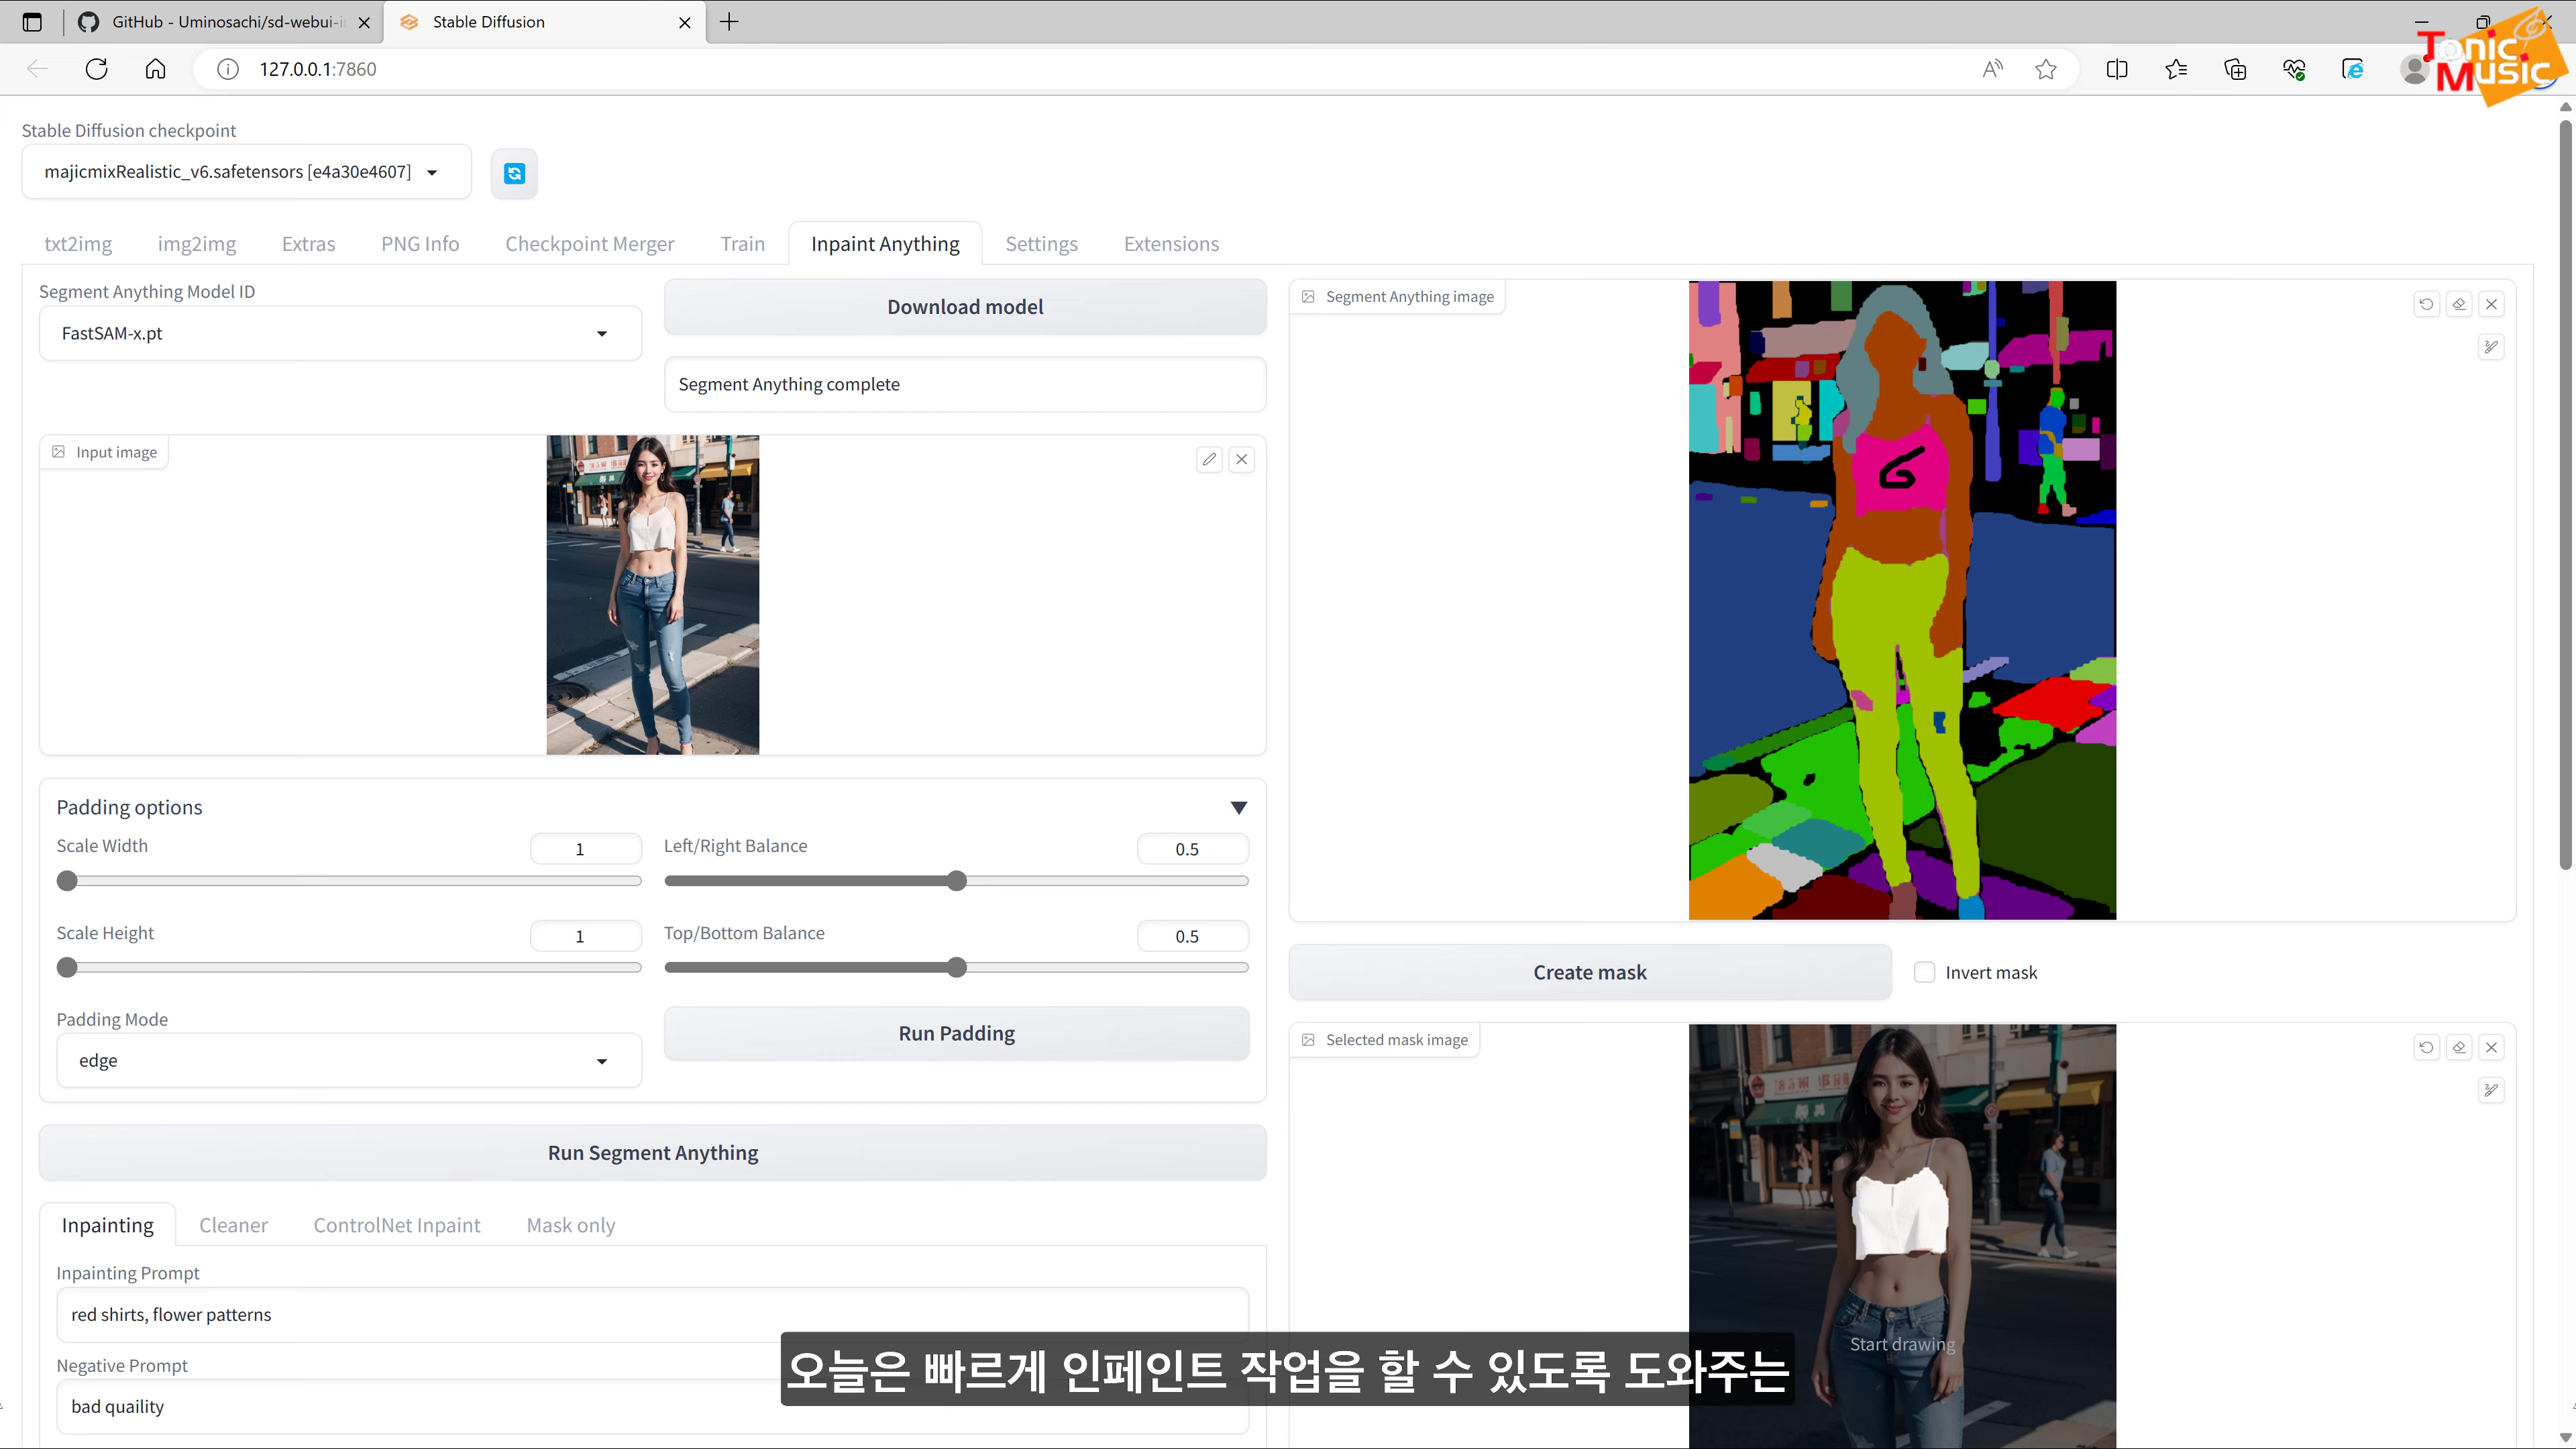 GitHub - Uminosachi/sd-webui-i
Stable Diffusion
127.0.0.1:7860
Tonic
Music
Stable Diffusion checkpoint
majicmixRealistic_v6.safetensors [e4a30e4607]
txt2img
img2img
Extras
PNG Info
Checkpoint Merger
Train
Inpaint Anything
Settings
Extensions
Segment Anything Model ID
FastSAM-x.pt
Download model
Segment Anything complete
Input image
Segment Anything image
Padding options
Scale Width
1
Left/Right Balance
0.5
Scale Height
1
Top/Bottom Balance
0.5
Padding Mode
edge
Run Padding
Create mask
Invert mask
Selected mask image
Start drawing
Run Segment Anything
Inpainting
Cleaner
ControlNet Inpaint
Mask only
Inpainting Prompt
red shirts, flower patterns
Negative Prompt
bad quaility
오늘은 빠르게 인페인트 작업을 할 수 있도록 도와주는